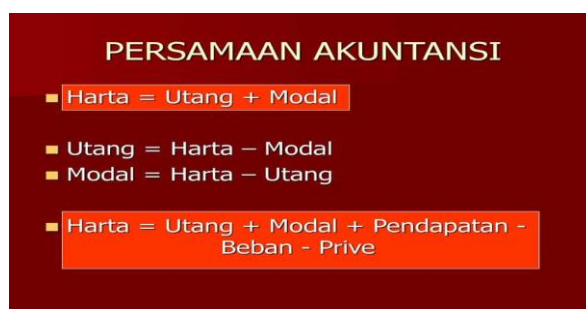 PERSAMAAN AKUNTANSI
Harta = Utang + Modal
Utang = Harta – Modal
Modal = Harta – Utang
Harta = Utang + Modal + Pendapatan -
Beban - Prive